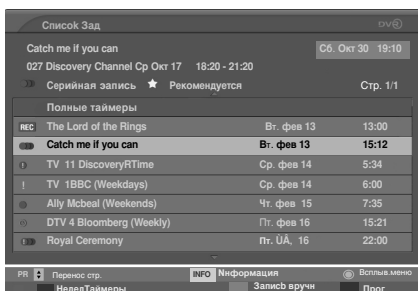 Список Зад
DVR
Catch me if you can
Сб. Окт 30 19:10
027 Discovery Channel Ср Окт 17 18:20 - 21:20
Серийная запись ★ Рекомендуется Стр. 1/1
Полные таймеры
REC The Lord of the Rings Вт. фев 13 13:00
Catch me if you can Вт. фев 13 15:12
TV 11 DiscoveryRTime Ср. фев 14 5:34
! TV 1BBC (Weekdays) Ср. фев 14 6:00
Ally Mcbeal (Weekends) Чт. фев 15 7:35
DTV 4 Bloomberg (Weekly) Пт. фев 16 15:21
Royal Ceremony Пт. ÜÁ, 16 22:00
PR Перенос стр. INFO Nнформация Всплыв.меню
НеделТаймеры Записb вручн Прог